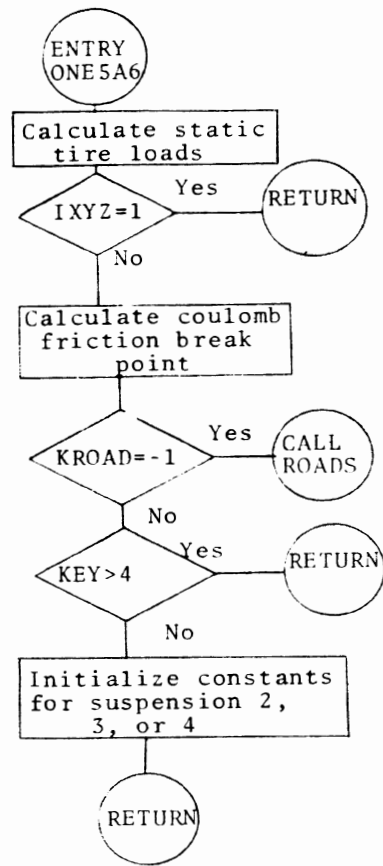 ENTRY
ONE5A6
Calculate static
tire loads
IXYZ=1
Yes
RETURN
No
Calculate coulomb
friction break
point
KROAD=-1
Yes
CALL
ROADS
No
KEY>4
Yes
RETURN
No
Initialize constants
for suspension 2,
3, or 4
RETURN